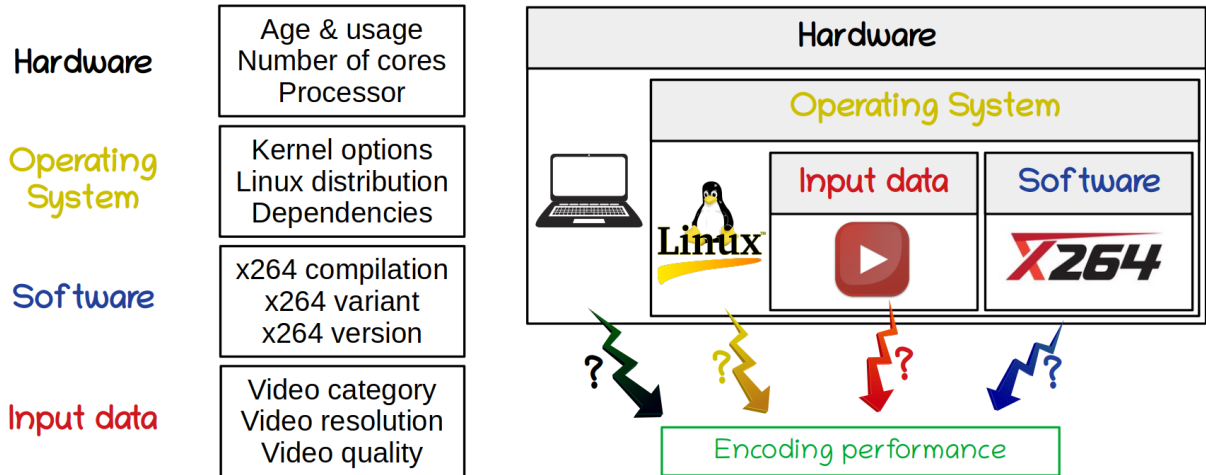 Hardware
Age & usage
Number of cores
Processor
Operating
System
Kernel options
Linux distribution
Dependencies
Software
x264 compilation
x264 variant
x264 version
Input data
Video category
Video resolution
Video quality
Hardware
Operating System
Input data
Software
Linux™
X264
?
?
?
?
Encoding performance